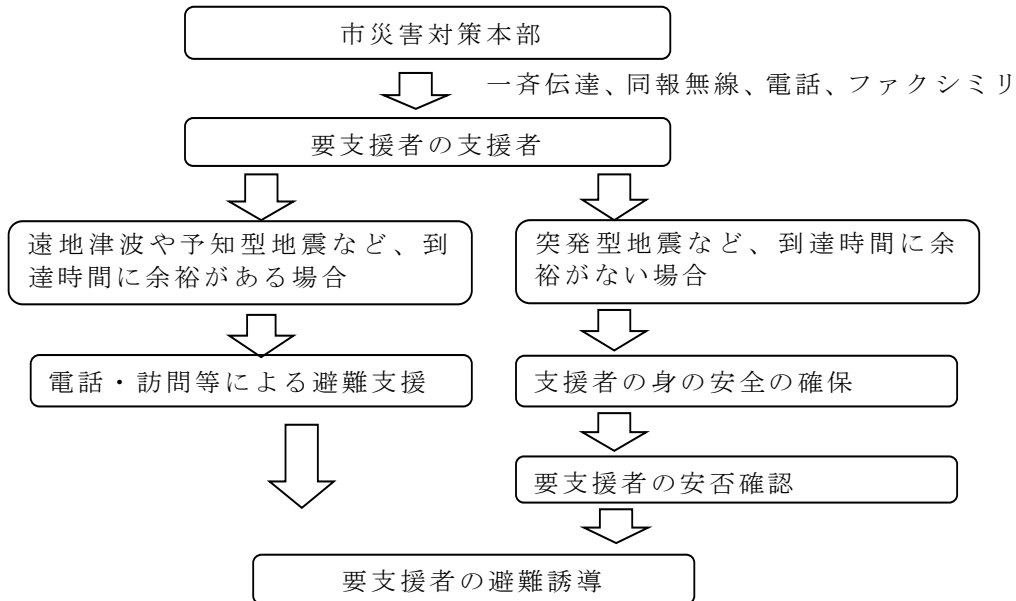 市災害対策本部
一斉伝達、同報無線、電話、ファクシミリ
要支援者の支援者
遠地津波や予知型地震など、到
達時間に余裕がある場合
突発型地震など、到達時間に余
裕がない場合
電話・訪問等による避難支援
支援者の身の安全の確保
要支援者の安否確認
要支援者の避難誘導